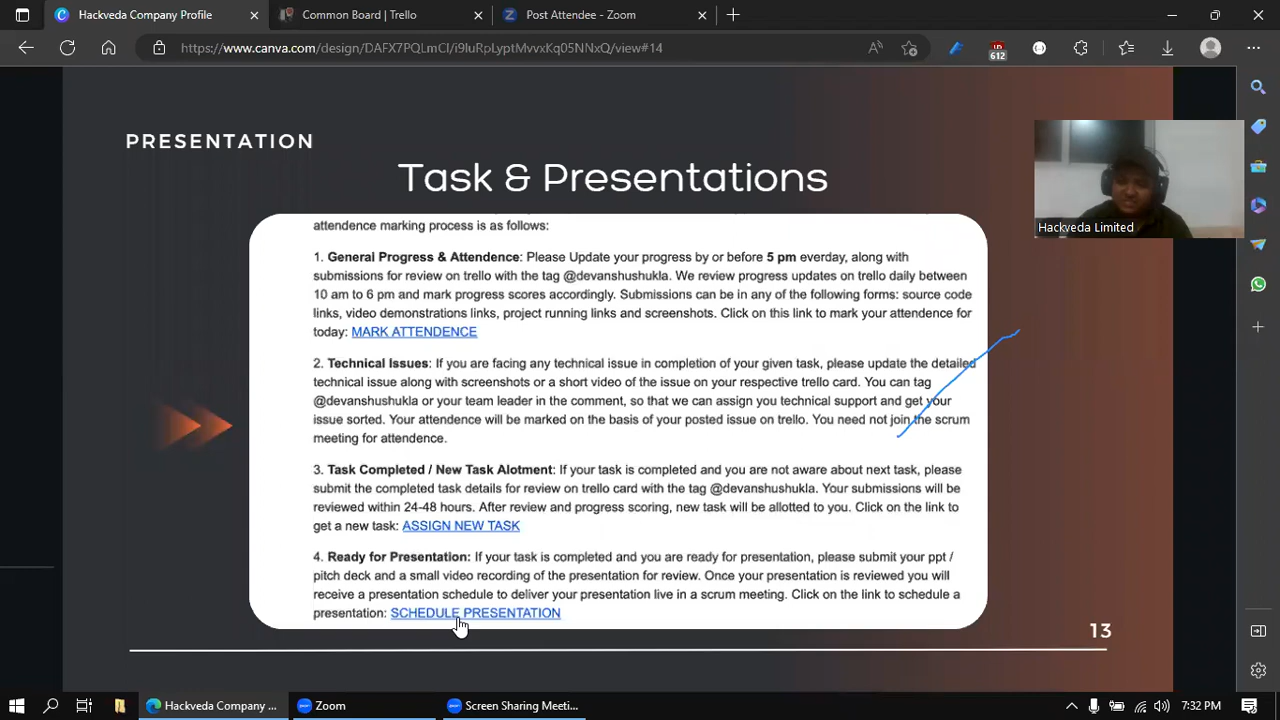 Hackveda Company Profile
Common Board | Trello
Post Attendee - Zoom
https://www.canva.com/design/DAFX7PQLmCI/i9luRpLyptMvvxKq05NNxQ/view#14
612
PRESENTATION
Task & Presentations
Hackveda Limited
attendence marking process is as follows:
1. General Progress & Attendence: Please Update your progress by or before 5 pm everday, along with
submissions for review on trello with the tag @devanshushukla. We review progress updates on trello daily between
10 am to 6 pm and mark progress scores accordingly. Submissions can be in any of the following forms: source code
links, video demonstrations links, project running links and screenshots. Click on this link to mark your attendence for
today: MARK ATTENDENCE
2. Technical Issues: If you are facing any technical issue in completion of your given task, please update the detailed
technical issue along with screenshots or a short video of the issue on your respective trello card. You can tag
@devanshushukla or your team leader in the comment, so that we can assign you technical support and get your
issue sorted. Your attendence will be marked on the basis of your posted issue on trello. You need not join the scrum
meeting for attendence.
3. Task Completed / New Task Alotment: If your task is completed and you are not aware about next task, please
submit the completed task details for review on trello card with the tag @devanshushukla. Your submissions will be
reviewed within 24-48 hours. After review and progress scoring, new task will be allotted to you. Click on the link to
get a new task: ASSIGN NEW TASK
4. Ready for Presentation: If your task is completed and you are ready for presentation, please submit your ppt /
pitch deck and a small video recording of the presentation for review. Once your presentation is reviewed you will
receive a presentation schedule to deliver your presentation live in a scrum meeting. Click on the link to schedule a
presentation: SCHEDULE PRESENTATION
13
Hackveda Company ...
Zoom
Screen Sharing Meeti...
7:32 PM